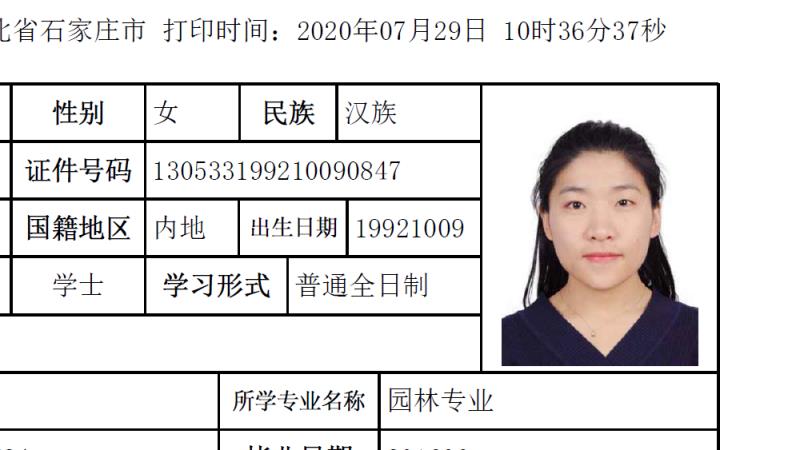 省石家庄市 打印时间：2020年07月29日 10时36分37秒
性别 女 民族 汉族
证件号码 130533199210090847
国籍地区 内地 出生日期 19921009
学士 学习形式 普通全日制
所学专业名称 园林专业